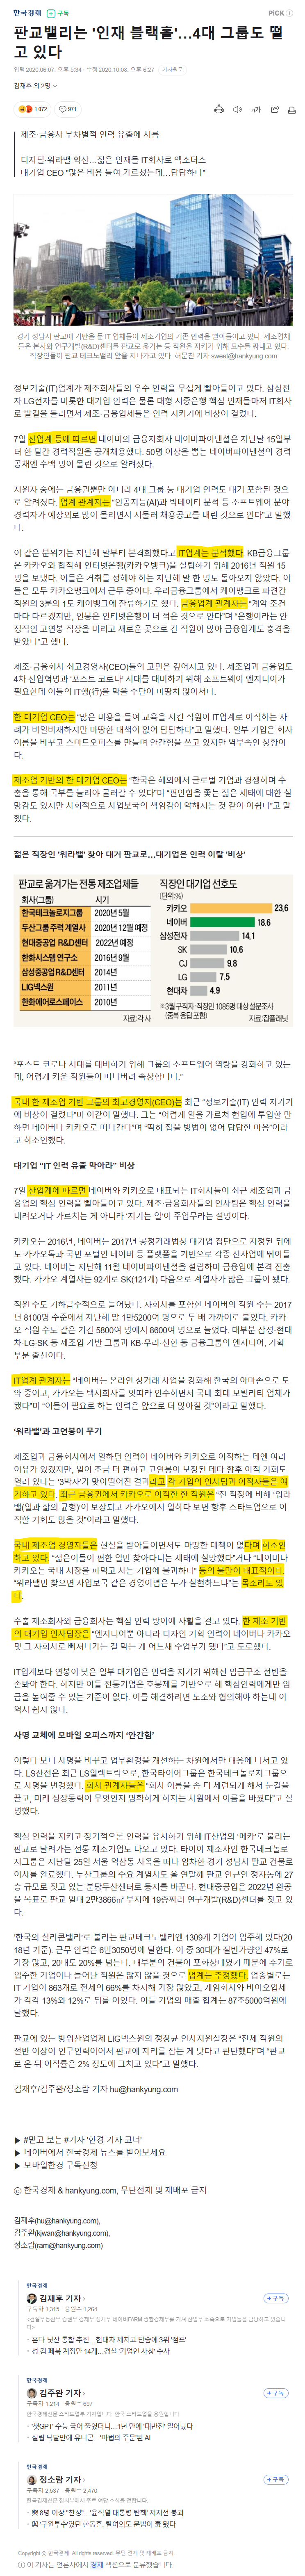 한국경제 구독
PiCK
판교밸리는 '인재 블랙홀'…4대 그룹도 떨
고 있다
입력 2020.06.07. 오후 5:34 · 수정 2020.10.08. 오후 6:27 기사원문
김재후 외 2명
1,072 971
가가
제조·금융사 무차별적 인력 유출에 시름
디지털·워라밸 확산…젊은 인재들 IT회사로 엑소더스
대기업 CEO "많은 비용 들여 가르쳤는데…답답하다"
경기 성남시 판교에 기반을 둔 IT 업체들이 제조기업의 기존 인력을 빨아들이고 있다. 제조업체
들은 본사와 연구개발(R&D)센터를 판교로 옮기는 등 직원을 지키기 위해 묘수를 짜내고 있다.
직장인들이 판교 테크노밸리 앞을 지나가고 있다. 허문찬 기자 sweat@hankyung.com
정보기술(IT)업계가 제조회사들의 우수 인력을 무섭게 빨아들이고 있다. 삼성전
자 LG전자를 비롯한 대기업 인력은 물론 대형 시중은행 핵심 인재들마저 IT회사
로 발길을 돌리면서 제조·금융업체들은 인력 지키기에 비상이 걸렸다.
7일 산업계 등에 따르면 네이버의 금융자회사 네이버파이낸셜은 지난달 15일부
터 한 달간 경력직원을 공개채용했다. 50명 이상을 뽑는 네이버파이낸셜의 경력
공채엔 수백 명이 몰린 것으로 알려졌다.
지원자 중에는 금융권뿐만 아니라 4대 그룹 등 대기업 인력도 대거 포함된 것으
로 알려졌다. 업계 관계자는 "인공지능(AI)과 빅데이터 분석 등 소프트웨어 분야
경력자가 예상외로 많이 몰리면서 서둘러 채용공고를 내린 것으로 안다"고 말했
다.
이 같은 분위기는 지난해 말부터 본격화했다고 IT업계는 분석했다. KB금융그룹
은 카카오와 합작해 인터넷은행(카카오뱅크)을 설립하기 위해 2016년 직원 15
명을 보냈다. 이들은 거취를 정해야 하는 지난해 말 한 명도 돌아오지 않았다. 이
들은 모두 카카오뱅크에서 근무 중이다. 우리금융그룹에서 케이뱅크로 파견간
직원의 3분의 1도 케이뱅크에 잔류하기로 했다. 금융업계 관계자는 "계약 조건
마다 다르겠지만, 연봉은 인터넷은행이 더 적은 것으로 안다"며 "은행이라는 안
정적인 고연봉 직장을 버리고 새로운 곳으로 간 직원이 많아 금융업계도 충격을
받았다"고 했다.
제조·금융회사 최고경영자(CEO)들의 고민은 깊어지고 있다. 제조업과 금융업도
4차 산업혁명과 '포스트 코로나' 시대를 대비하기 위해 소프트웨어 엔지니어가
필요한데 이들의 IT행(行)을 막을 수단이 마땅치 않아서다.
한 대기업 CEO는 "많은 비용을 들여 교육을 시킨 직원이 IT업계로 이직하는 사
례가 비일비재하지만 마땅한 대책이 없어 답답하다"고 말했다. 일부 기업은 회사
이름을 바꾸고 스마트오피스를 만들며 안간힘을 쓰고 있지만 역부족인 상황이
다.
제조업 기반의 한 대기업 CEO는 "한국은 해외에서 글로벌 기업과 경쟁하며 수
출을 통해 국부를 늘려야 굴러갈 수 있다"며 "편안함을 좇는 젊은 세태에 대한 실
망감도 있지만 사회적으로 사업보국의 책임감이 약해지는 것 같아 아쉽다"고 말
했다.
젊은 직장인 '워라밸' 찾아 대거 판교로…대기업은 인력 이탈 '비상'
판교로 옮겨가는 전통 제조업체들
회사(그룹) 시기
한국테크놀로지그룹 2020년 5월
두산그룹 주력 계열사 2020년 12월 예정
현대중공업 R&D센터 2022년 예정
한화시스템 연구소 2016년 9월
삼성중공업 R&D센터 2014년
LIG넥스원 2011년
한화에어로스페이스 2010년
자료:각 사
직장인 대기업 선호도
(단위:%)
카카오 23.6
네이버 18.6
삼성전자 14.1
SK 10.6
CJ 9.8
LG 7.5
현대차 4.9
※3월 구직자·직장인 1085명 대상 설문조사
(중복 응답 포함)
자료:잡플래닛
"포스트 코로나 시대를 대비하기 위해 그룹의 소프트웨어 역량을 강화하고 있는
데, 어렵게 키운 직원들이 떠나버려 속상합니다."
국내 한 제조업 기반 그룹의 최고경영자(CEO)는 최근 "정보기술(IT) 인력 지키기
에 비상이 걸렸다"며 이같이 말했다. 그는 "어렵게 일을 가르쳐 현업에 투입할 만
하면 네이버나 카카오로 떠나간다"며 "딱히 집을 방법이 없어 답답한 마음"이라
고 하소연했다.
대기업 "IT 인력 유출 막아라" 비상
7일 산업계에 따르면 네이버와 카카오로 대표되는 IT회사들이 최근 제조업과 금
융업의 핵심 인력을 빨아들이고 있다. 제조·금융회사들의 인사팀은 핵심 인력을
데려오거나 가르치는 게 아니라 '지키는 일'이 주업무라는 설명이다.
카카오는 2016년, 네이버는 2017년 공정거래법상 대기업 집단으로 지정된 뒤에
도 카카오톡과 국민 포털인 네이버 등 플랫폼을 기반으로 각종 신사업에 뛰어들
고 있다. 네이버는 지난해 11월 네이버파이낸셜을 설립하며 금융업에 본격 진출
했다. 카카오 계열사는 92개로 SK(121개) 다음으로 계열사가 많은 그룹이 됐다.
직원 수도 기하급수적으로 늘어났다. 자회사를 포함한 네이버의 직원 수는 2017
년 8100명 수준에서 지난해 말 1만5200여 명으로 두 배 가까이로 불었다. 카카
오 직원 수도 같은 기간 5800여 명에서 8600여 명으로 늘었다. 대부분 삼성·현대
차·LG·SK 등 제조업 기반 그룹과 KB·우리·신한 등 금융그룹의 엔지니어, 기획
부문 출신이다.
IT업계 관계자는 "네이버는 온라인 상거래 사업을 강화해 한국의 아마존으로 도
약 중이고, 카카오는 택시회사를 잇따라 인수하면서 국내 최대 모빌리티 업체가
됐다"며 "이들이 필요로 하는 인력은 앞으로 더 많아질 것"이라고 말했다.
'워라밸'과 고연봉이 무기
제조업과 금융회사에서 일하던 인력이 네이버와 카카오로 이직하는 데엔 여러
이유가 있겠지만, 일이 조금 더 편하고 고연봉이 보장된 데다 향후 이직 기회도
열려 있다는 '3박자'가 맞아떨어진 결과라고 각 기업의 인사팀과 이직자들은 얘
기하고 있다. 최근 금융권에서 카카오로 이직한 한 직원은 "전 직장에 비해 '워라
밸(일과 삶의 균형)'이 보장되고 카카오에서 일하다 보면 향후 스타트업으로 이
직할 기회도 많을 것"이라고 말했다.
국내 제조업 경영자들은 현실을 받아들이면서도 마땅한 대책이 없다며 하소연
하고 있다. "젊은이들이 편한 일만 찾아다니는 세태에 실망했다"거나 "네이버나
카카오는 국내 시장을 파먹고 사는 기업에 불과하다" 등의 불만이 대표적이다.
"워라밸만 찾으면 사업보국 같은 경영이념은 누가 실현하느냐"는 목소리도 있
다.
수출 제조회사와 금융회사는 핵심 인력 방어에 사활을 걸고 있다. 한 제조 기반
의 대기업 인사팀장은 "엔지니어뿐 아니라 디자인 기획 인력이 네이버나 카카오
및 그 자회사로 빠져나가는 걸 막는 게 어느새 주업무가 됐다"고 토로했다.
IT업계보다 연봉이 낮은 일부 대기업은 인력을 지키기 위해선 임금구조 전반을
손봐야 한다. 하지만 이들 전통기업은 호봉제를 기반으로 해 핵심인력에게만 임
금을 높여줄 수 있는 기준이 없다. 이를 해결하려면 노조와 협의해야 하는데 이
역시 쉽지 않다.
사명 교체에 모바일 오피스까지 '안간힘'
이렇다 보니 사명을 바꾸고 업무환경을 개선하는 차원에서만 대응에 나서고 있
다. LS산전은 최근 LS일렉트릭으로, 한국타이어그룹은 한국테크놀로지그룹으
로 사명을 변경했다. 회사 관계자들은 "회사 이름을 좀 더 세련되게 해서 눈길을
끌고, 미래 성장동력이 무엇인지 명확하게 하자는 차원에서 이름을 바꿨다"고 설
명했다.
핵심 인력을 지키고 장기적으론 인력을 유치하기 위해 IT산업의 '메카'로 불리는
판교로 달려가는 전통 제조기업도 나오고 있다. 타이어 제조사인 한국테크놀로
지그룹은 지난달 25일 서울 역삼동 사옥을 떠나 임차한 경기 성남시 판교 건물로
이사를 완료했다. 두산그룹의 주요 계열사도 올해 말 연말 판교 인근인 정자동에 27
층 규모로 짓고 있는 분당두산센터로 둥지를 바꾼다. 현대중공업은 2022년 완공
을 목표로 판교 일대 2만3866㎡ 부지에 19층짜리 연구개발(R&D)센터를 짓고 있
다.
'한국의 실리콘밸리'로 불리는 판교테크노밸리엔 1309개 기업이 입주해 있다(20
18년 기준). 근무 인력은 6만3050명에 달한다. 이 중 30대가 절반가량인 47%로
가장 많고, 20대도 20%를 넘는다. 대부분의 건물이 포화상태였기 때문에 추가로
입주한 기업이나 늘어난 직원은 많지 않을 것으로 업계는 추정했다. 업종별로는
IT 기업이 863개로 전체의 66%를 차지해 가장 많았고, 게임회사와 바이오업체
가 각각 13%와 12%로 뒤를 이었다. 이들 기업의 매출 합계는 87조5000억원에
달했다.
판교에 있는 방위산업업체 LIG넥스원의 정창균 인사지원실장은 "전체 직원의
절반 이상이 연구인력이어서 판교에 자리를 잡는 게 낫다고 판단했다"며 "판교
로 온 뒤 이직률은 2% 정도에 그치고 있다"고 말했다.
김재후/김주완/정소람 기자 hu@hankyung.com
▶ #믿고 보는 #기자 '한경 기자 코너'
▶ 네이버에서 한국경제 뉴스를 받아보세요
▶ 모바일한경 구독신청
ⓒ 한국경제 & hankyung.com, 무단전재 및 재배포 금지
김재후(hu@hankyung.com),
김주완(kjwan@hankyung.com),
정소람(ram@hankyung.com)
한국경제
김재후 기자
구독
구독자 1,315 · 응원수 1,264
· 혼다·닛산 통합 추진…현대차 제치고 단숨에 3위 '점프'
한국경제
김주완 기자
구독
구독자 1,214 · 응원수 697
· '챗GPT' 수능 국어 풀었더니…1년 만에 '대반전' 일어났다
· 설립 넉달만에 유니콘…'마법의 주문'된 AI
한국경제
정소람 기자
구독
구독자 2,537 · 응원수 2,470
· 與 8명 이상 "찬성"…'윤석열 대통령 탄핵' 저지선 붕괴
· 與 '구원투수'였던 한동훈, 탈여의도 문법이 毒 됐다
Copyright ⓒ 한국경제. All rights reserved. 무단 전재 및 재배포 금지.
이 기사는 언론사에서 경제 섹션으로 분류했습니다.